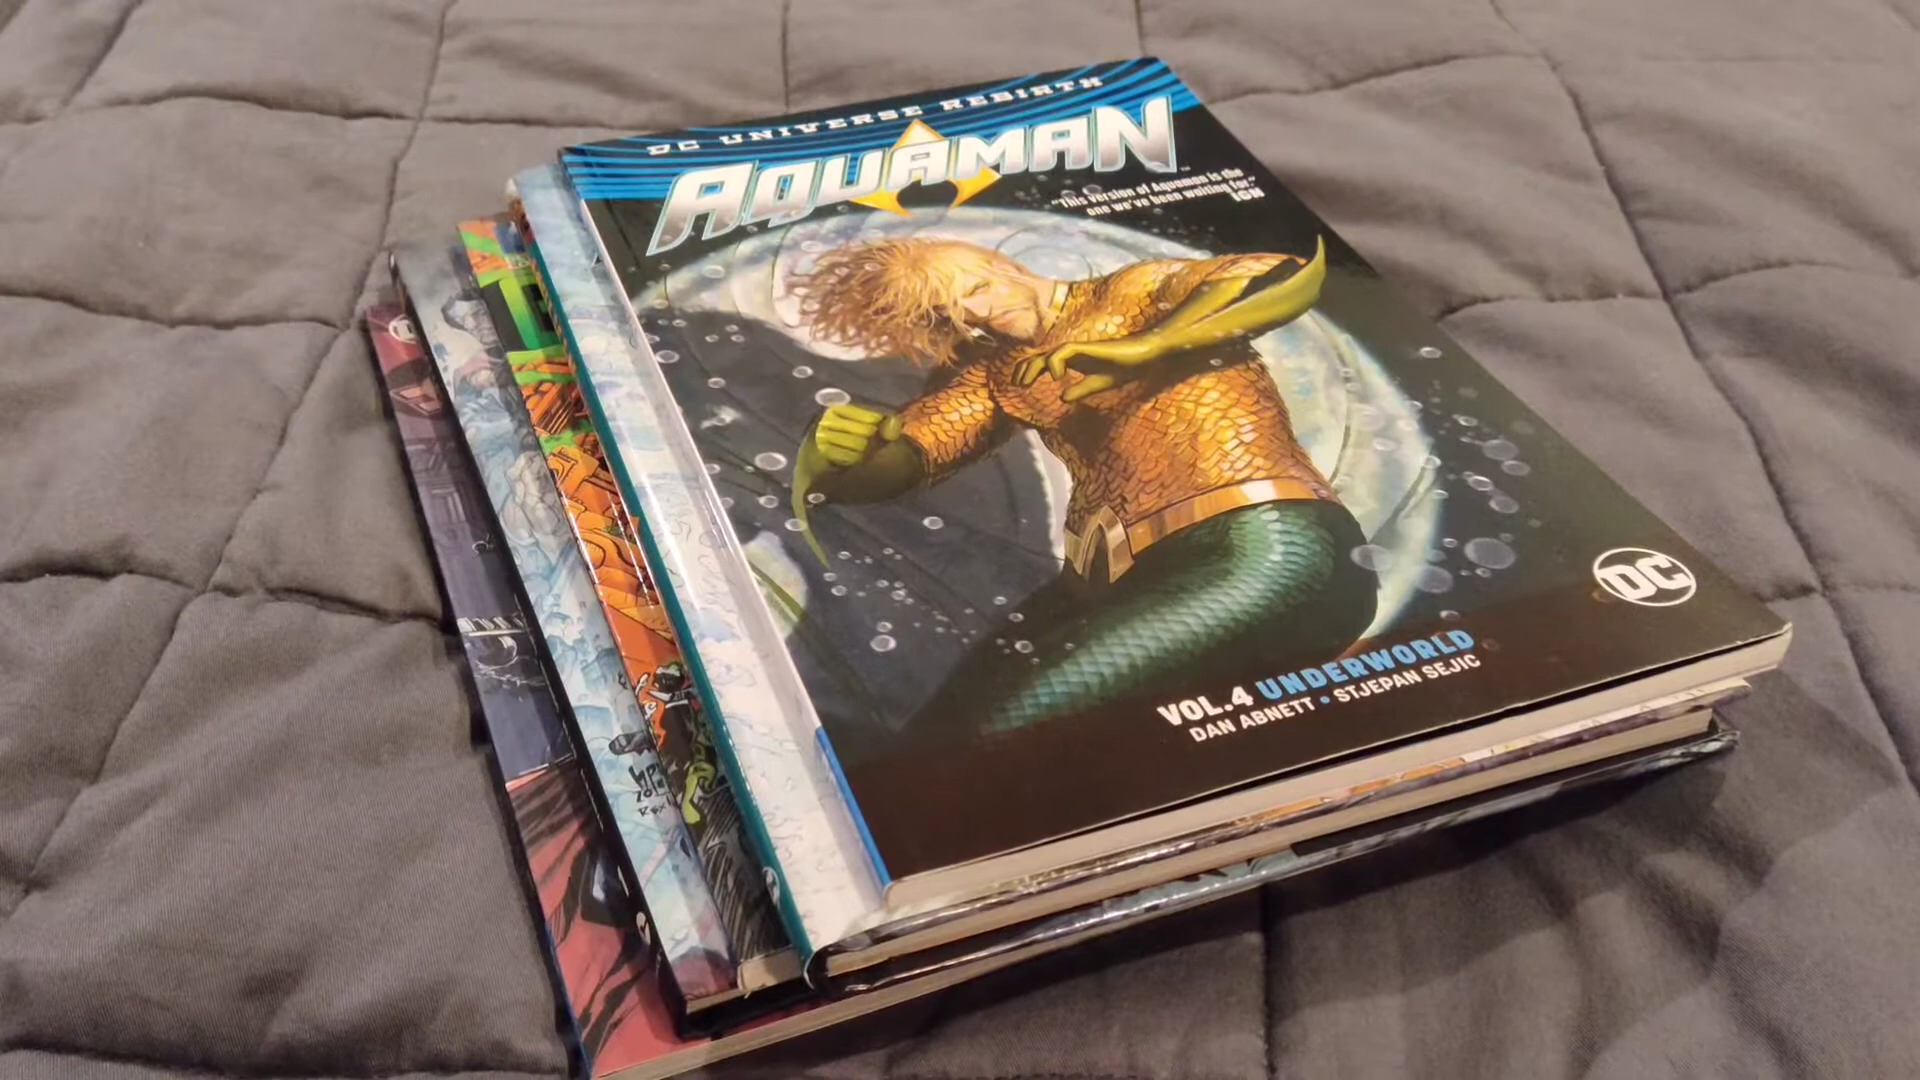 DC UNIVERSE REBIRTH
AQUAMAN
"This version of Aquaman is the
one we've been waiting for."
IGN
DC
VOL.4 UNDERWORLD
DAN ABNETT • STJEPAN SEJIC